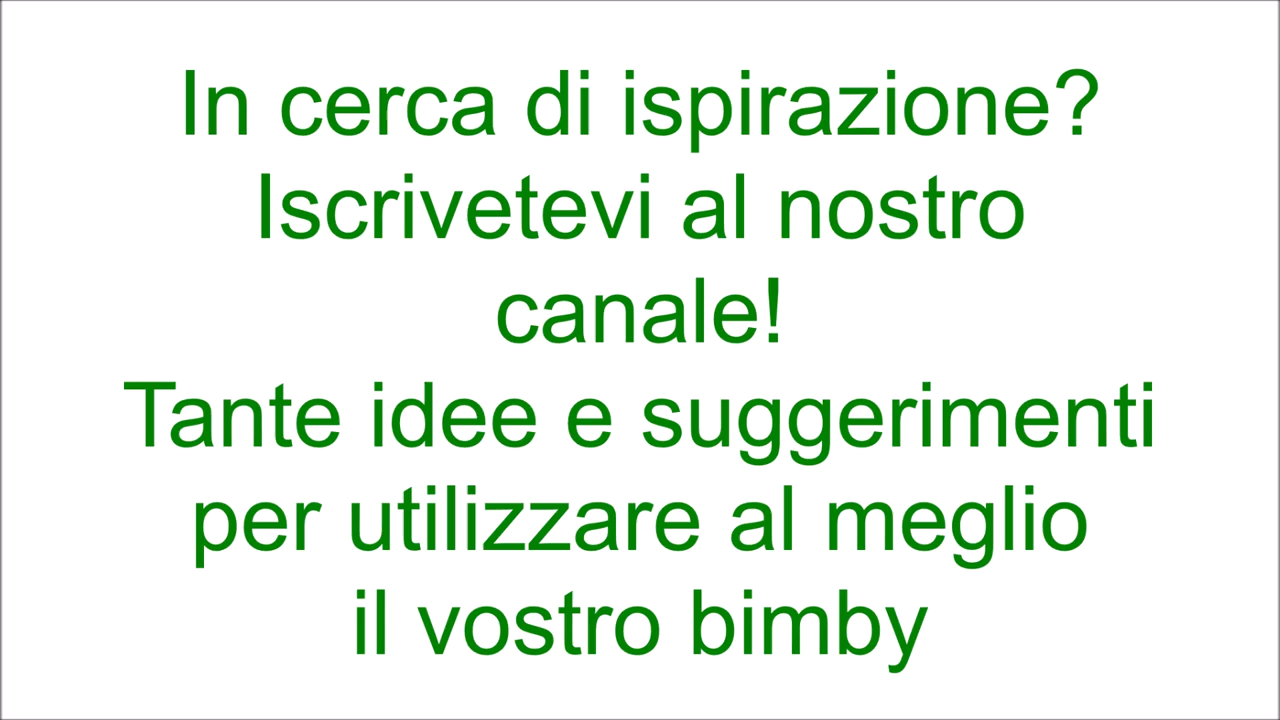 In cerca di ispirazione?
Iscrivetevi al nostro
canale!
Tante idee e suggerimenti
per utilizzare al meglio
il vostro bimby